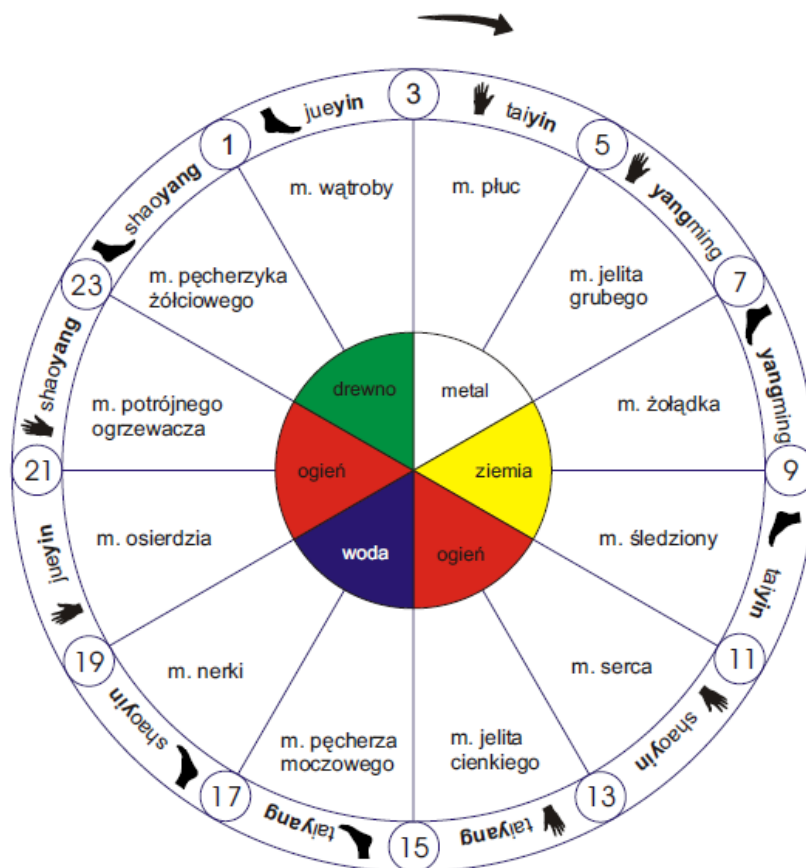 3
taiyin
5
yangming
7
yangming
9
taiyin
11
shaoyin
13
taiyang
15
taiyang
17
shaoyin
19
jueyin
21
shaoyang
23
shaoyang
1
jueyin
m. wątroby
m. płuc
m. pęcherzyka
żółciowego
m. jelita
grubego
m. potrójnego
ogrzewacza
m. żołądka
m. osierdzia
m. śledziony
m. nerki
m. serca
m. pęcherza
moczowego
m. jelita
cienkiego
drewno
metal
ogień
ziemia
woda
ogień